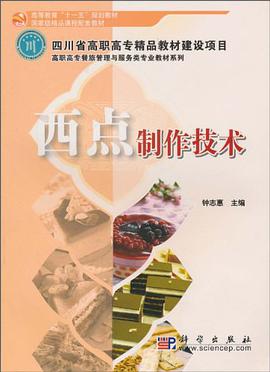 高等教育“十一五”规划教材
国家级精品课程配套教材
四川省高职高专精品教材建设项目
高职高专餐旅管理与服务类专业教材系列
西点制作技术
钟志惠 主编
科学出版社
www.sciencep.com